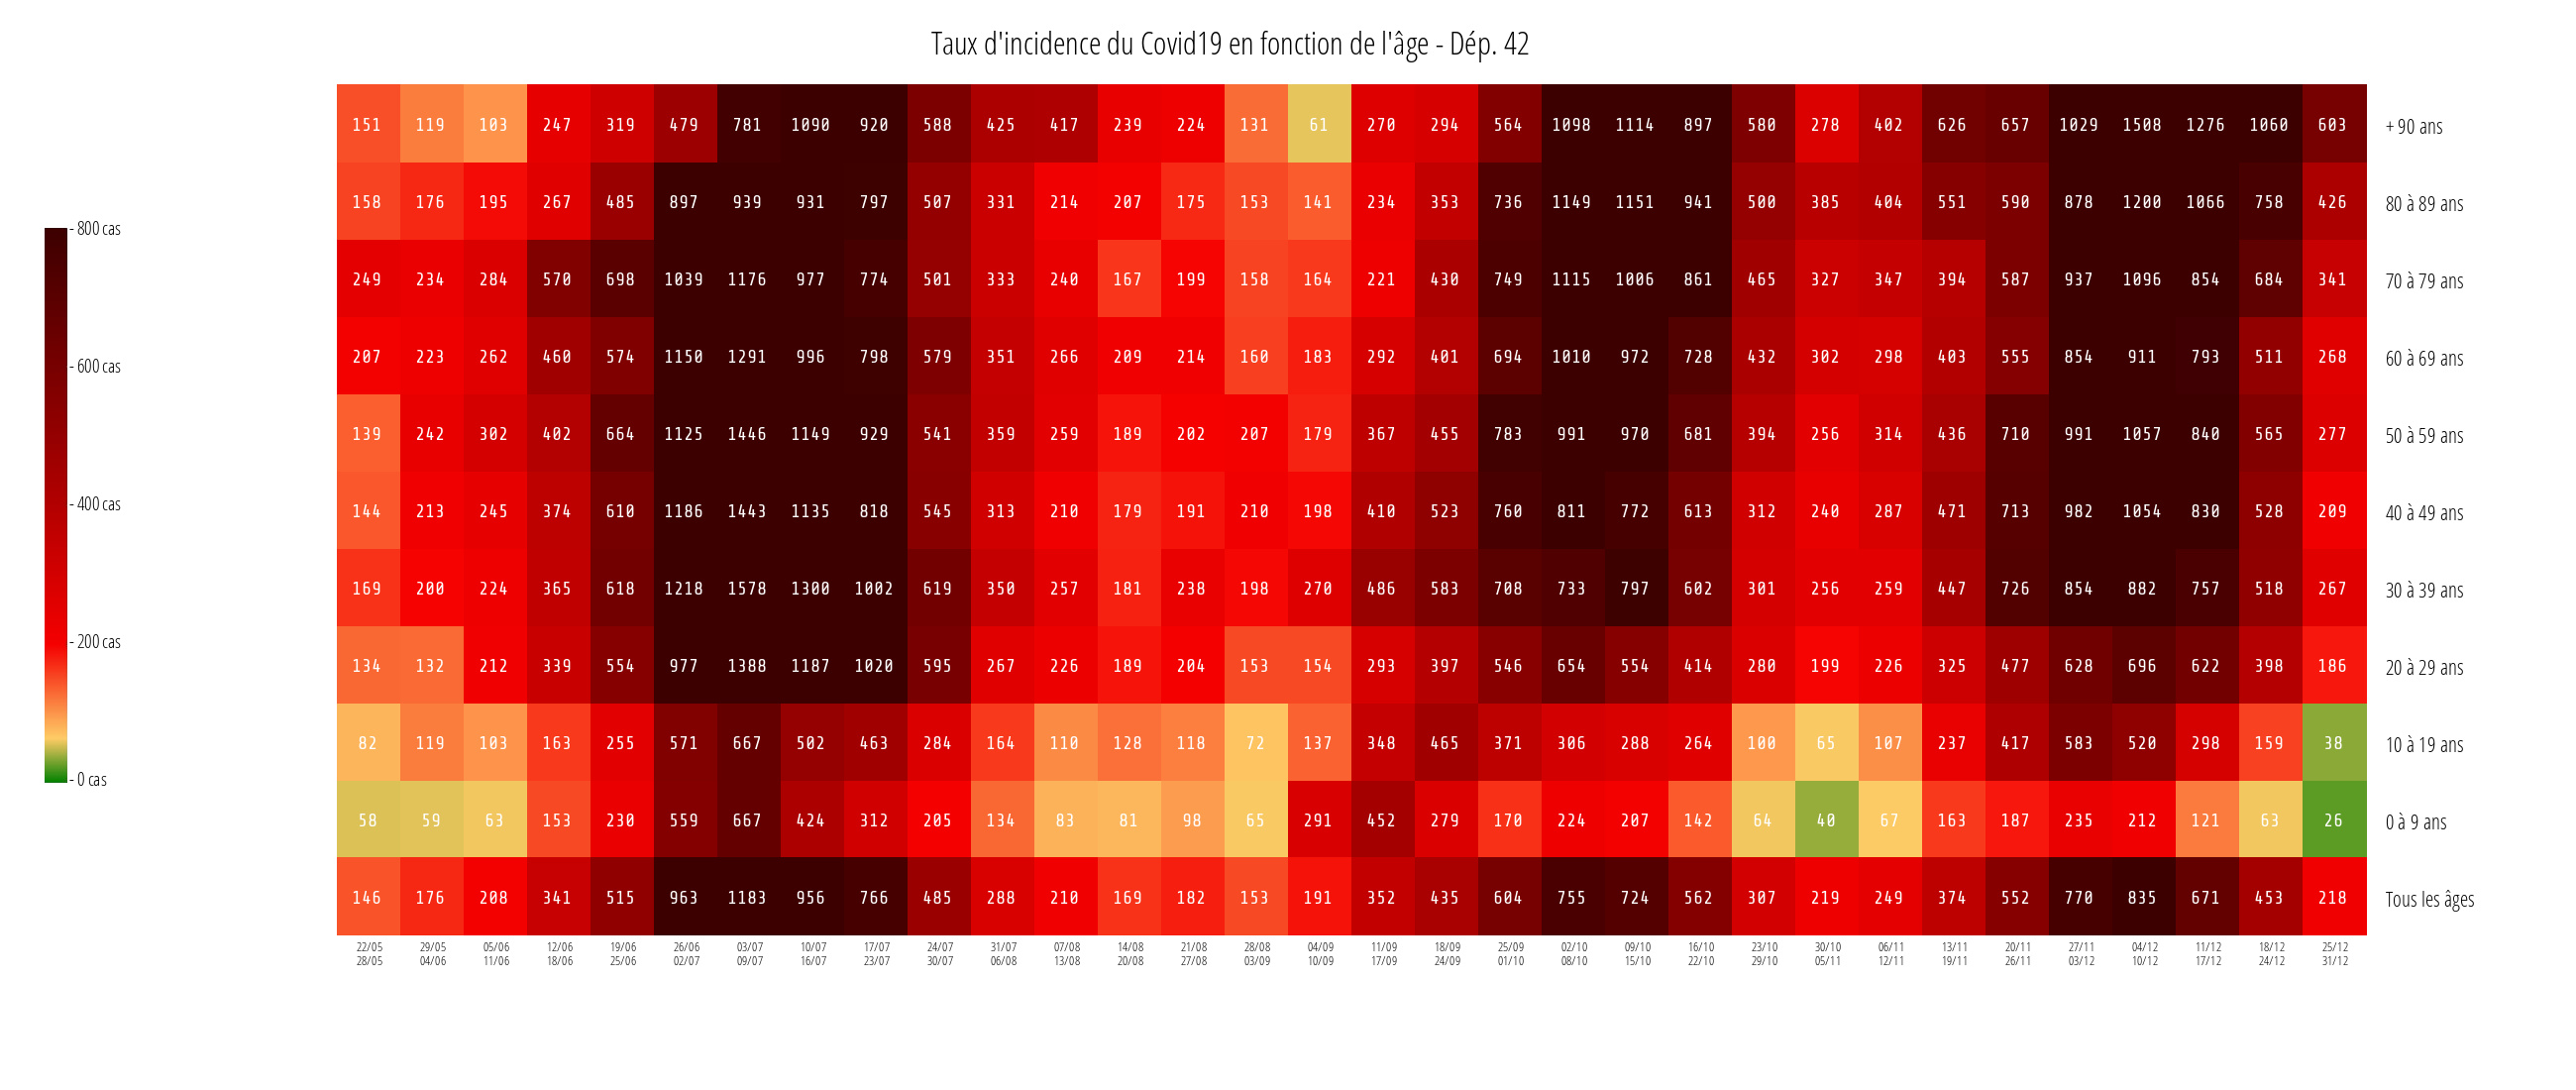 Taux d'incidence du Covid19 en fonction de l'âge - Dép. 42
151 119 103 247 319 479 781 1090 920 588 425 417 239 224 131 61 270 294 564 1098 1114 897 580 278 402 626 657 1029 1508 1276 1060 603 + 90 ans
158 176 195 267 485 897 939 931 797 507 331 214 207 175 153 141 234 353 736 1149 1151 941 500 385 404 551 590 878 1200 1066 758 426 80 à 89 ans
- 800 cas
249 234 284 570 698 1039 1176 977 774 501 333 240 167 199 158 164 221 430 749 1115 1006 861 465 327 347 394 587 937 1096 854 684 341 70 à 79 ans
207 223 262 460 574 1150 1291 996 798 579 351 266 209 214 160 183 292 401 694 1010 972 728 432 302 298 403 555 854 911 793 511 268 60 à 69 ans
- 600 cas
139 242 302 402 664 1125 1446 1149 929 541 359 259 189 202 207 179 367 455 783 991 970 681 394 256 314 436 710 991 1057 840 565 277 50 à 59 ans
- 400 cas
144 213 245 374 610 1186 1443 1135 818 545 313 210 179 191 210 198 410 523 760 811 772 613 312 240 287 471 713 982 1054 830 528 209 40 à 49 ans
169 200 224 365 618 1218 1578 1300 1002 619 350 257 181 238 198 270 486 583 708 733 797 602 301 256 259 447 726 854 882 757 518 267 30 à 39 ans
- 200 cas
134 132 212 339 554 977 1388 1187 1020 595 267 226 189 204 153 154 293 397 546 654 554 414 280 199 226 325 477 628 696 622 398 186 20 à 29 ans
82 119 103 163 255 571 667 502 463 284 164 110 128 118 72 137 348 465 371 306 288 264 100 65 107 237 417 583 520 298 159 38 10 à 19 ans
- 0 cas
58 59 63 153 230 559 667 424 312 205 134 83 81 98 65 291 452 279 170 224 207 142 64 40 67 163 187 235 212 121 63 26 0 à 9 ans
146 176 208 341 515 963 1183 956 766 485 288 210 169 182 153 191 352 435 604 755 724 562 307 219 249 374 552 770 835 671 453 218 Tous les âges
22/05 29/05 05/06 12/06 19/06 26/06 03/07 10/07 17/07 24/07 31/07 07/08 14/08 21/08 28/08 04/09 11/09 18/09 25/09 02/10 09/10 16/10 23/10 30/10 06/11 13/11 20/11 27/11 04/12 11/12 18/12 25/12
28/05 04/06 11/06 18/06 25/06 02/07 09/07 16/07 23/07 30/07 06/08 13/08 20/08 27/08 03/09 10/09 17/09 24/09 01/10 08/10 15/10 22/10 29/10 05/11 12/11 19/11 26/11 03/12 10/12 17/12 24/12 31/12